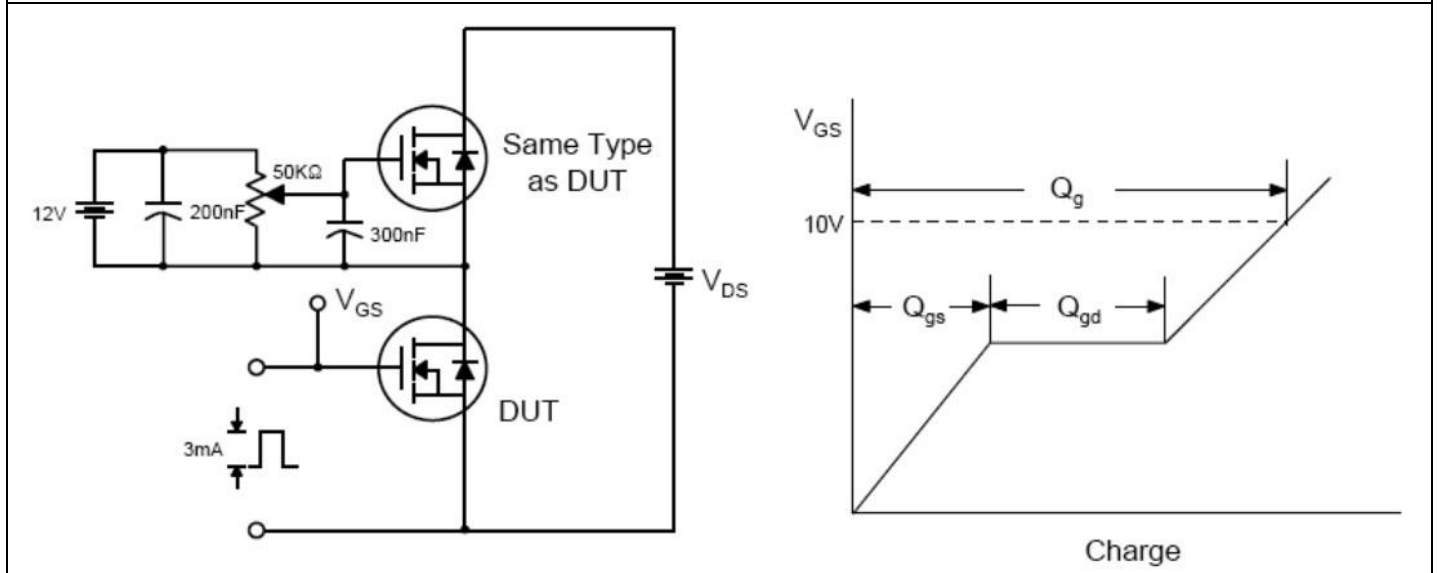 Same Type
as DUT
12V
200nF
50KΩ
300nF
V_DS
V_GS
DUT
3mA
V_GS
10V
Q_g
Q_gs
Q_gd
Charge